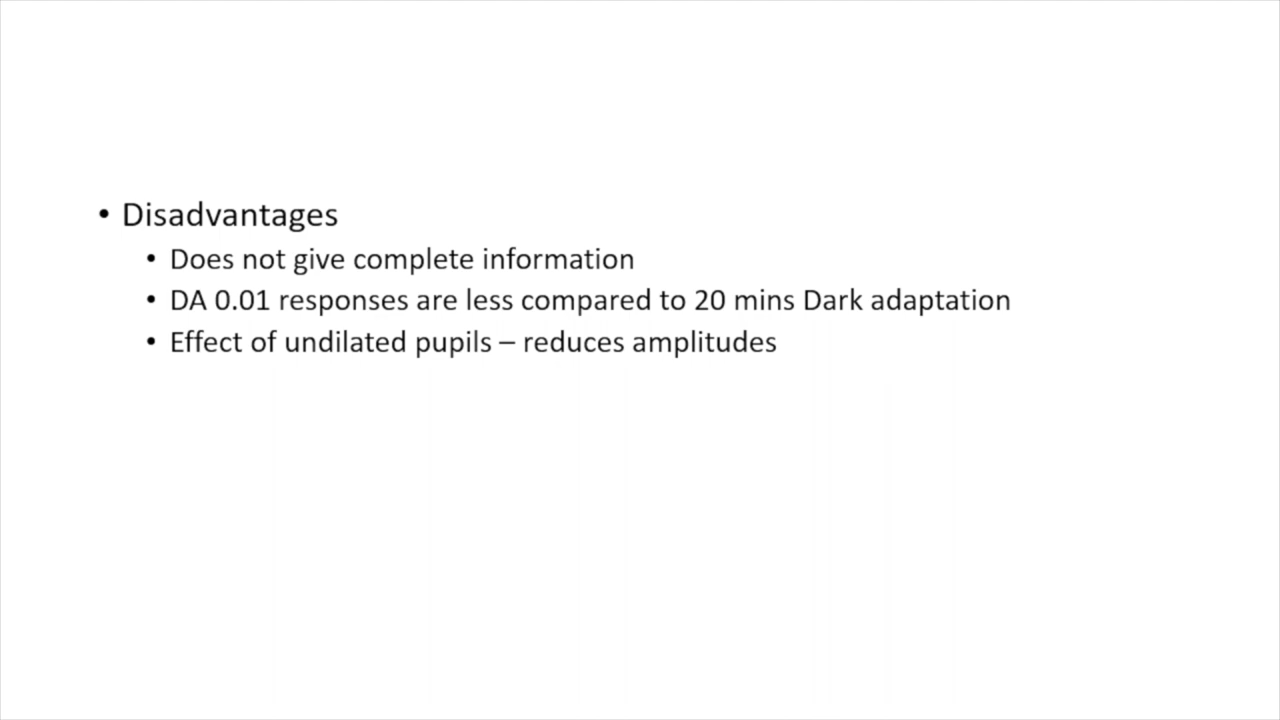 • Disadvantages
• Does not give complete information
• DA 0.01 responses are less compared to 20 mins Dark adaptation
• Effect of undilated pupils – reduces amplitudes